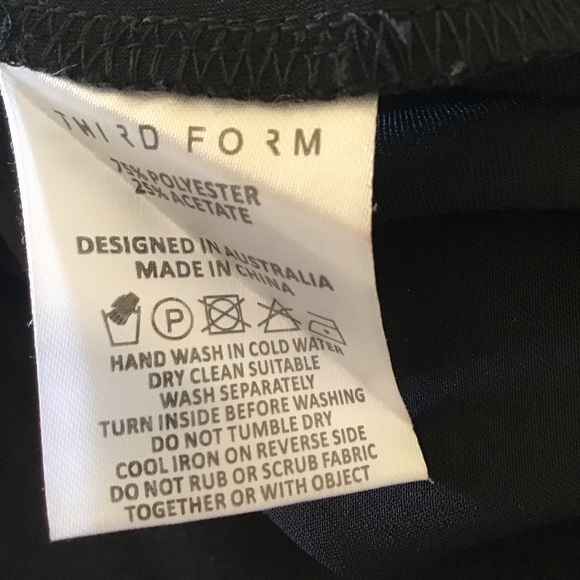 THIRD FORM
75% POLYESTER
25% ACETATE
DESIGNED IN AUSTRALIA
MADE IN CHINA
P
HAND WASH IN COLD WATER
DRY CLEAN SUITABLE
WASH SEPARATELY
TURN INSIDE BEFORE WASHING
DO NOT TUMBLE DRY
COOL IRON ON REVERSE SIDE
DO NOT RUB OR SCRUB FABRIC
TOGETHER OR WITH OBJECT